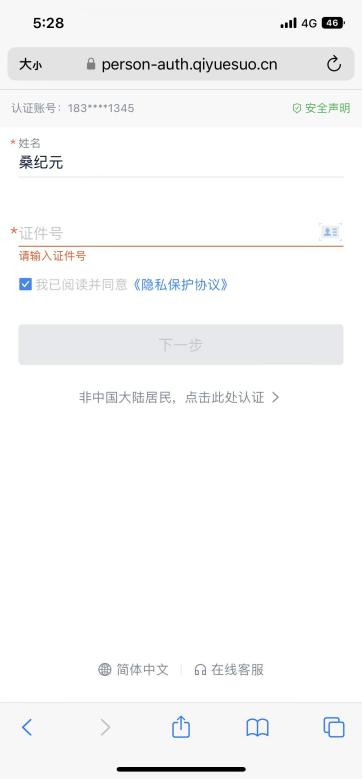 5:28 4G 46
大小 person-auth.qiyuesuo.cn
认证账号：183****1345 安全声明
*姓名
桑纪元
*证件号
请输入证件号
我已阅读并同意《隐私保护协议》
下一步
非中国大陆居民，点击此处认证 >
简体中文 | 在线客服